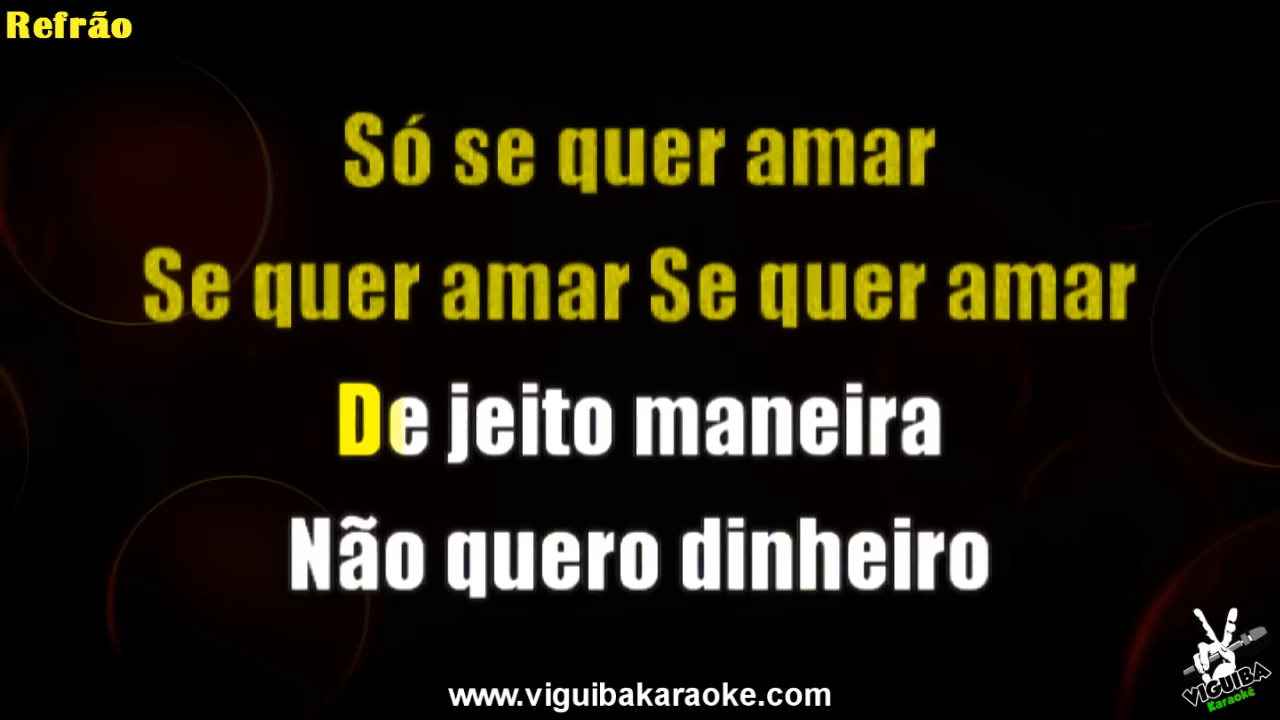 Refrão
Só se quer amar
Se quer amar Se quer amar
De jeito maneira
Não quero dinheiro
VIGUIBA
Karaokê
www.viguibakaraoke.com